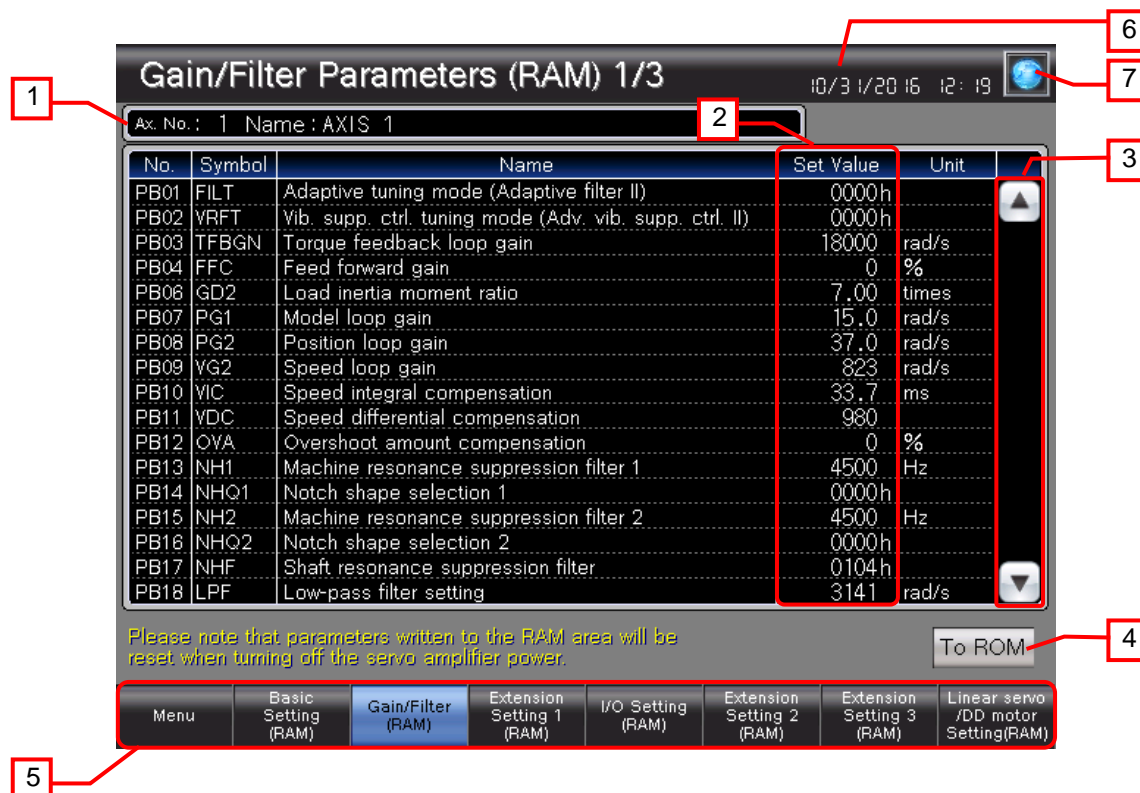 6
Gain/Filter Parameters (RAM) 1/3
10/31/2016 12:19
7
1
Ax. No.: 1 Name:AXIS 1
2
3
No. Symbol Name Set Value Unit
PB01 FILT Adaptive tuning mode (Adaptive filter II) 0000h
PB02 VRFT Vib. supp. ctrl. tuning mode (Adv. vib. supp. ctrl. II) 0000h
PB03 TFBGN Torque feedback loop gain 18000 rad/s
PB04 FFC Feed forward gain 0 %
PB06 GD2 Load inertia moment ratio 7.00 times
PB07 PG1 Model loop gain 15.0 rad/s
PB08 PG2 Position loop gain 37.0 rad/s
PB09 VG2 Speed loop gain 823 rad/s
PB10 VIC Speed integral compensation 33.7 ms
PB11 VDC Speed differential compensation 980
PB12 OVA Overshoot amount compensation 0 %
PB13 NH1 Machine resonance suppression filter 1 4500 Hz
PB14 NHQ1 Notch shape selection 1 0000h
PB15 NH2 Machine resonance suppression filter 2 4500 Hz
PB16 NHQ2 Notch shape selection 2 0000h
PB17 NHF Shaft resonance suppression filter 0104h
PB18 LPF Low-pass filter setting 3141 rad/s
Please note that parameters written to the RAM area will be
reset when turning off the servo amplifier power.
To ROM
4
Menu
Basic
Setting
(RAM)
Gain/Filter
(RAM)
Extension
Setting 1
(RAM)
I/O Setting
(RAM)
Extension
Setting 2
(RAM)
Extension
Setting 3
(RAM)
Linear servo
/DD motor
Setting(RAM)
5